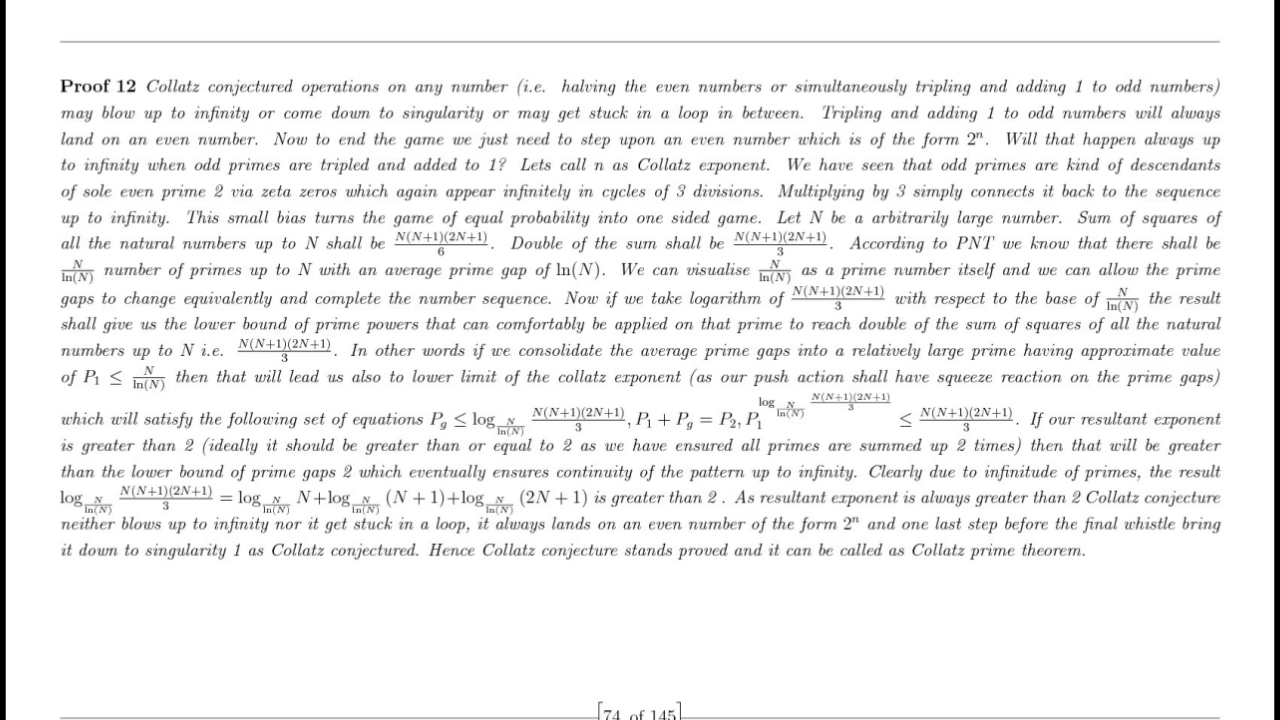 Proof 12 Collatz conjectured operations on any number (i.e. halving the even numbers or simultaneously tripling and adding 1 to odd numbers)
may blow up to infinity or come down to singularity or may get stuck in a loop in between. Tripling and adding 1 to odd numbers will always
land on an even number. Now to end the game we just need to step upon an even number which is of the form $2^n$. Will that happen always up
to infinity when odd primes are tripled and added to 1? Lets call n as Collatz exponent. We have seen that odd primes are kind of descendants
of sole even prime 2 via zeta zeros which again appear infinitely in cycles of 3 divisions. Multiplying by 3 simply connects it back to the sequence
up to infinity. This small bias turns the game of equal probability into one sided game. Let N be a arbitrarily large number. Sum of squares of
all the natural numbers up to N shall be $\frac{N(N+1)(2N+1)}{6}$. Double of the sum shall be $\frac{N(N+1)(2N+1)}{3}$. According to PNT we know that there shall be
$\frac{N}{\ln(N)}$ number of primes up to N with an average prime gap of $\ln(N)$. We can visualise $\frac{N}{\ln(N)}$ as a prime number itself and we can allow the prime
gaps to change equivalently and complete the number sequence. Now if we take logarithm of $\frac{N(N+1)(2N+1)}{3}$ with respect to the base of $\frac{N}{\ln(N)}$ the result
shall give us the lower bound of prime powers that can comfortably be applied on that prime to reach double of the sum of squares of all the natural
numbers up to N i.e. $\frac{N(N+1)(2N+1)}{3}$. In other words if we consolidate the average prime gaps into a relatively large prime having approximate value
of $P_1 \leq \frac{N}{\ln(N)}$ then that will lead us also to lower limit of the collatz exponent (as our push action shall have squeeze reaction on the prime gaps)
which will satisfy the following set of equations $P_g \leq \log_{\frac{N}{\ln(N)}} \frac{N(N+1)(2N+1)}{3}, P_1 + P_g = P_2, P_1^{\log_{\frac{N}{\ln(N)}} \frac{N(N+1)(2N+1)}{3}} \leq \frac{N(N+1)(2N+1)}{3}$. If our resultant exponent
is greater than 2 (ideally it should be greater than or equal to 2 as we have ensured all primes are summed up 2 times) then that will be greater
than the lower bound of prime gaps 2 which eventually ensures continuity of the pattern up to infinity. Clearly due to infinitude of primes, the result
$\log_{\frac{N}{\ln(N)}} \frac{N(N+1)(2N+1)}{3} = \log_{\frac{N}{\ln(N)}} N + \log_{\frac{N}{\ln(N)}} (N+1) + \log_{\frac{N}{\ln(N)}} (2N+1)$ is greater than 2 . As resultant exponent is always greater than 2 Collatz conjecture
neither blows up to infinity nor it get stuck in a loop, it always lands on an even number of the form $2^n$ and one last step before the final whistle bring
it down to singularity 1 as Collatz conjectured. Hence Collatz conjecture stands proved and it can be called as Collatz prime theorem.
74 of 145